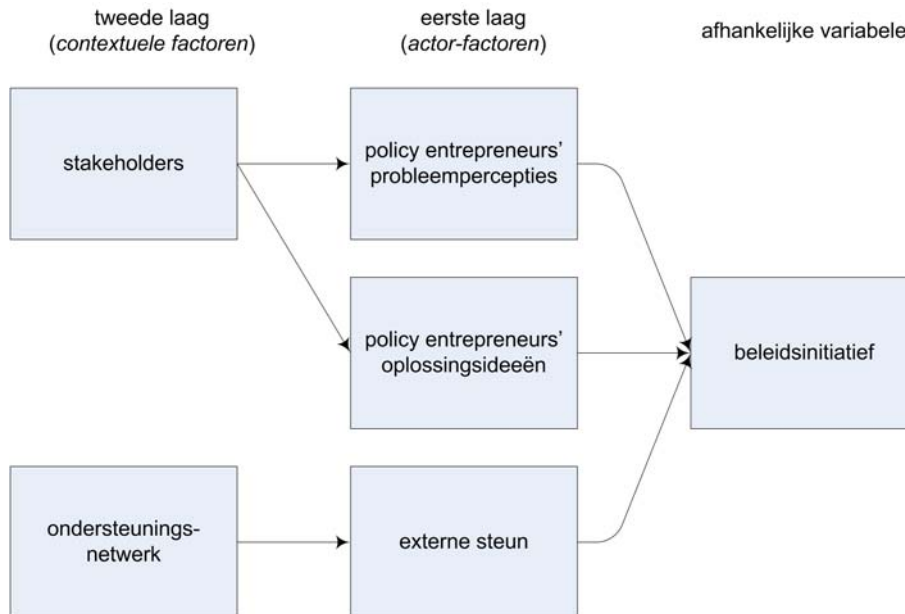 tweede laag
(contextuele factoren)
eerste laag
(actor-factoren)
afhankelijke variabele
stakeholders
policy entrepreneurs’
probleempercepties
policy entrepreneurs’
oplossingsideeën
beleidsinitiatief
ondersteunings-
netwerk
externe steun